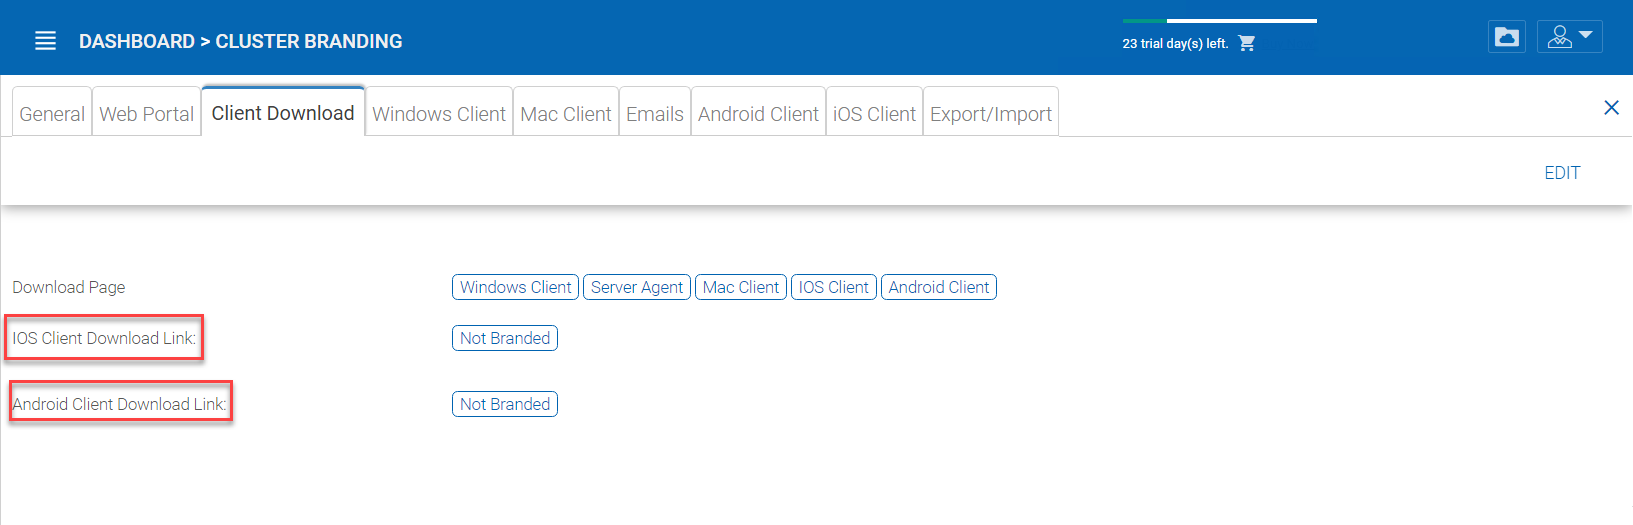 DASHBOARD > CLUSTER BRANDING
23 trial day(s) left.
General Web Portal Client Download Windows Client Mac Client Emails Android Client iOS Client Export/Import
EDIT
Download Page Windows Client Server Agent Mac Client IOS Client Android Client
IOS Client Download Link: Not Branded
Android Client Download Link: Not Branded